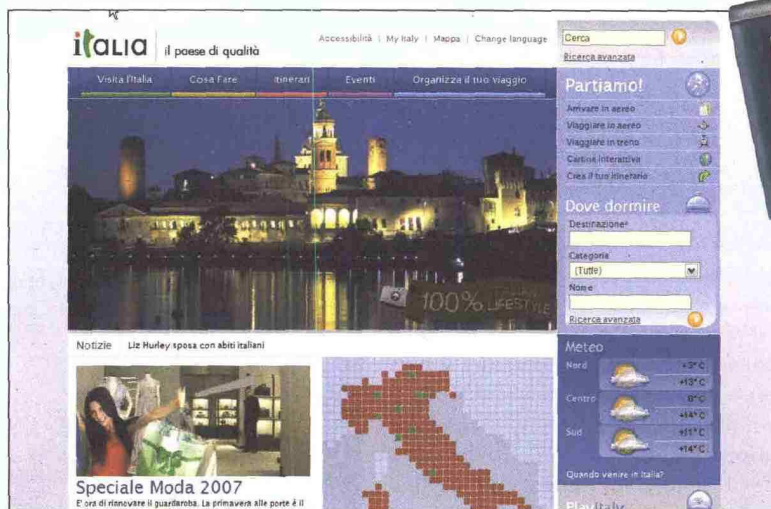 italia il paese di qualità
Accessibilità | My Italy | Mappa | Change language
Cerca
Ricerca avanzata
Visita l'Italia Cosa Fare Itinerari Eventi Organizza il tuo viaggio
Partiamo!
Arrivare in aereo
Viaggiare in aereo
Viaggiare in treno
Cartina interattiva
Crea il tuo itinerario
Dove dormire
Destinazione*
Categoria
(Tutte)
Nome
Ricerca avanzata
100% LIFESTYLE
Notizie Liz Hurley sposa con abiti italiani
Speciale Moda 2007
E' ora di rinnovare il guardaroba. La primavera alle porte è il
Meteo
Nord +3° C
+13° C
Centro 8° C
+14° C
Sud +11° C
+14° C
Quando venire in Italia?
PlayItaly